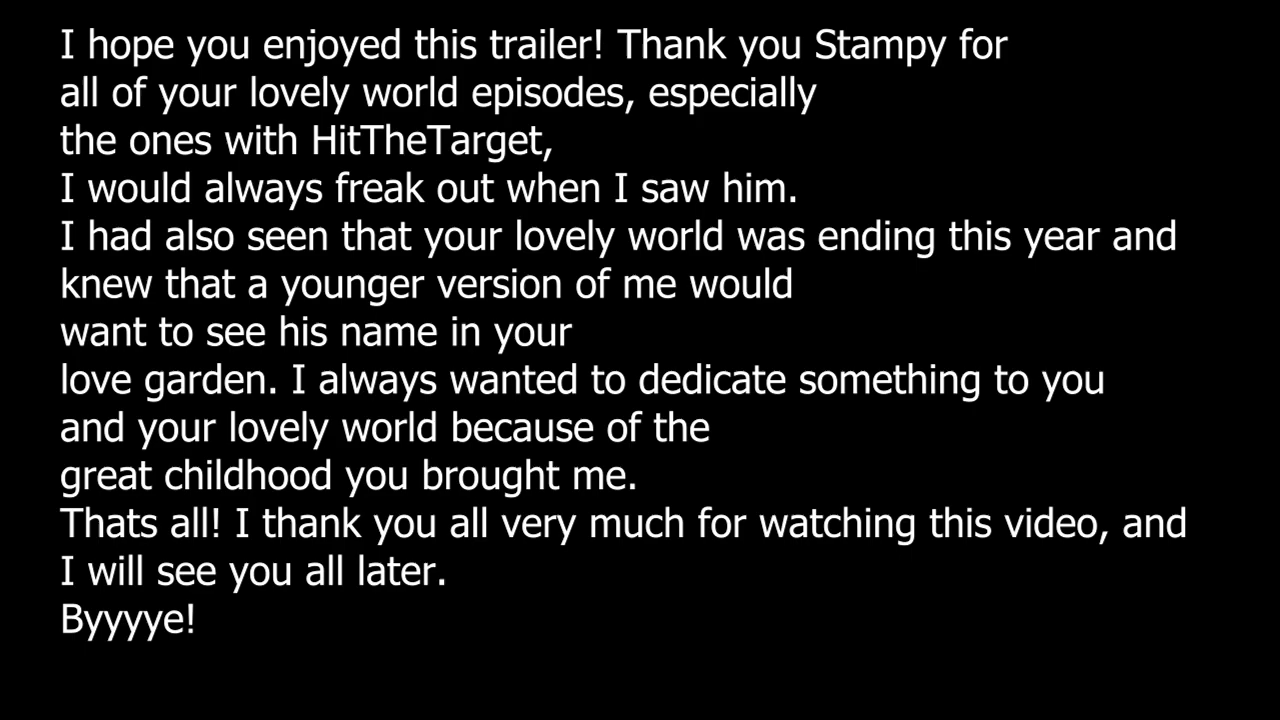 I hope you enjoyed this trailer! Thank you Stampy for
all of your lovely world episodes, especially
the ones with HitTheTarget,
I would always freak out when I saw him.
I had also seen that your lovely world was ending this year and
knew that a younger version of me would
want to see his name in your
love garden. I always wanted to dedicate something to you
and your lovely world because of the
great childhood you brought me.
Thats all! I thank you all very much for watching this video, and
I will see you all later.
Byyyye!